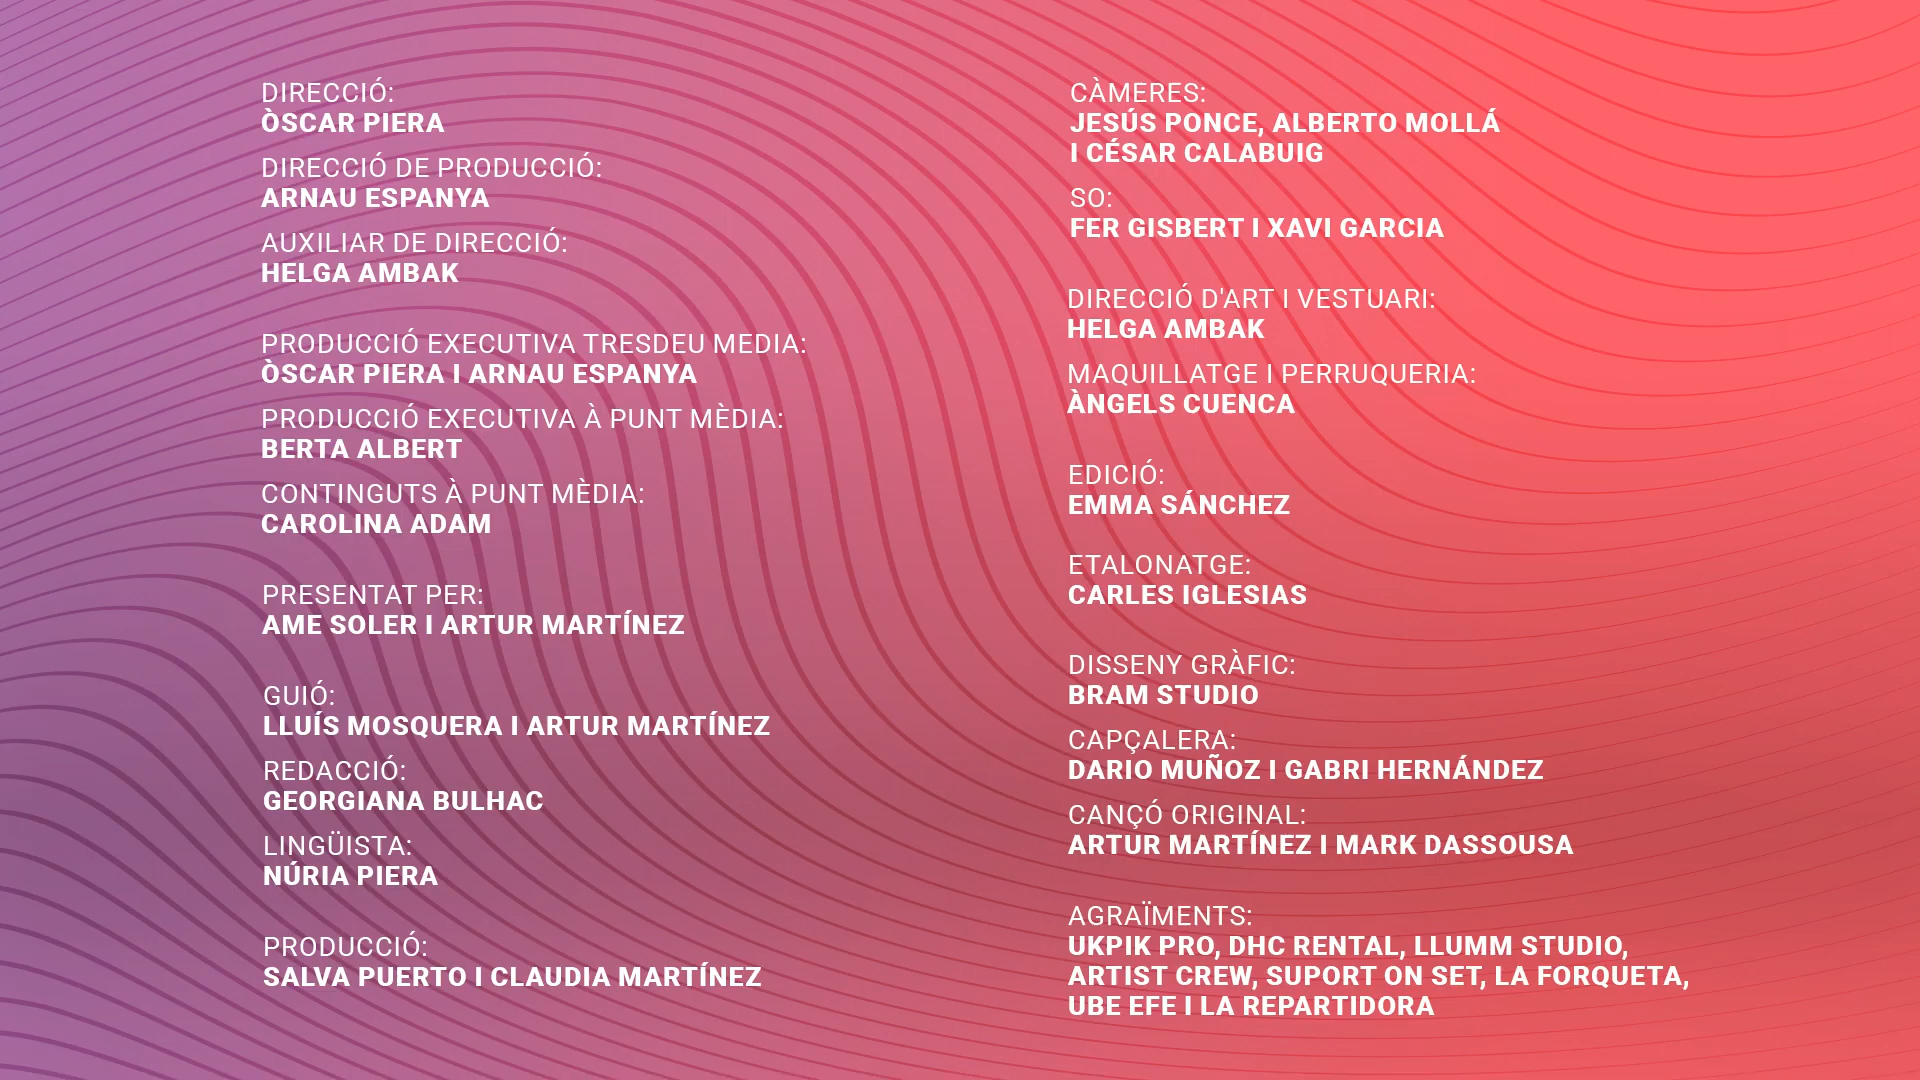 DIRECCIÓ:
ÒSCAR PIERA
DIRECCIÓ DE PRODUCCIÓ:
ARNAU ESPANYA
AUXILIAR DE DIRECCIÓ:
HELGA AMBAK
PRODUCCIÓ EXECUTIVA TRESDEU MEDIA:
ÒSCAR PIERA I ARNAU ESPANYA
PRODUCCIÓ EXECUTIVA À PUNT MÈDIA:
BERTA ALBERT
CONTINGUTS À PUNT MÈDIA:
CAROLINA ADAM
PRESENTAT PER:
AME SOLER I ARTUR MARTÍNEZ
GUIÓ:
LLUÍS MOSQUERA I ARTUR MARTÍNEZ
REDACCIÓ:
GEORGIANA BULHAC
LINGÜISTA:
NÚRIA PIERA
PRODUCCIÓ:
SALVA PUERTO I CLAUDIA MARTÍNEZ
CÀMERES:
JESÚS PONCE, ALBERTO MOLLÁ
I CÉSAR CALABUIG
SO:
FER GISBERT I XAVI GARCIA
DIRECCIÓ D'ART I VESTUARI:
HELGA AMBAK
MAQUILLATGE I PERRUQUERIA:
ÀNGELS CUENCA
EDICIÓ:
EMMA SÁNCHEZ
ETALONATGE:
CARLES IGLESIAS
DISSENY GRÀFIC:
BRAM STUDIO
CAPÇALERA:
DARIO MUÑOZ I GABRI HERNÁNDEZ
CANÇÓ ORIGINAL:
ARTUR MARTÍNEZ I MARK DASSOUSA
AGRAÏMENTS:
UKPIK PRO, DHC RENTAL, LLUMM STUDIO,
ARTIST CREW, SUPORT ON SET, LA FORQUETA,
UBE EFE I LA REPARTIDORA